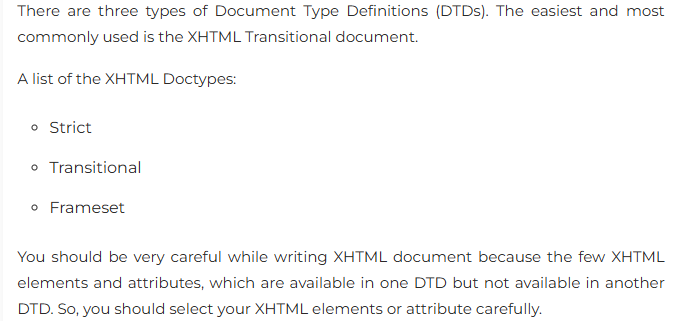 There are three types of Document Type Definitions (DTDs). The easiest and most
commonly used is the XHTML Transitional document.
A list of the XHTML Doctypes:
Strict
Transitional
Frameset
You should be very careful while writing XHTML document because the few XHTML
elements and attributes, which are available in one DTD but not available in another
DTD. So, you should select your XHTML elements or attribute carefully.